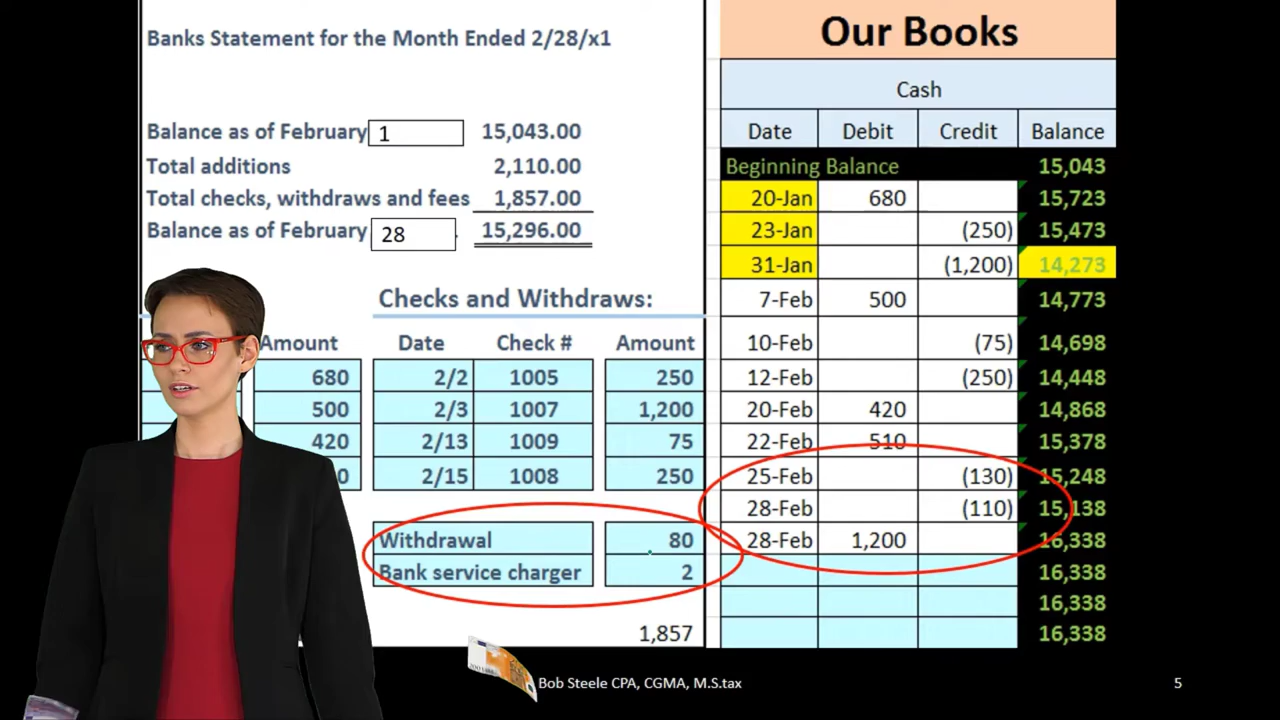 Banks Statement for the Month Ended 2/28/x1
Balance as of February 1 15,043.00
Total additions 2,110.00
Total checks, withdraws and fees 1,857.00
Balance as of February 28 15,296.00
Checks and Withdraws:
Amount Date Check # Amount
680 2/2 1005 250
500 2/3 1007 1,200
420 2/13 1009 75
0 2/15 1008 250
Withdrawal 80
Bank service charger 2
1,857
Our Books
Cash
Date Debit Credit Balance
Beginning Balance 15,043
20-Jan 680 15,723
23-Jan (250) 15,473
31-Jan (1,200) 14,273
7-Feb 500 14,773
10-Feb (75) 14,698
12-Feb (250) 14,448
20-Feb 420 14,868
22-Feb 510 15,378
25-Feb (130) 15,248
28-Feb (110) 15,138
28-Feb 1,200 16,338
16,338
16,338
16,338
Bob Steele CPA, CGMA, M.S.tax
5